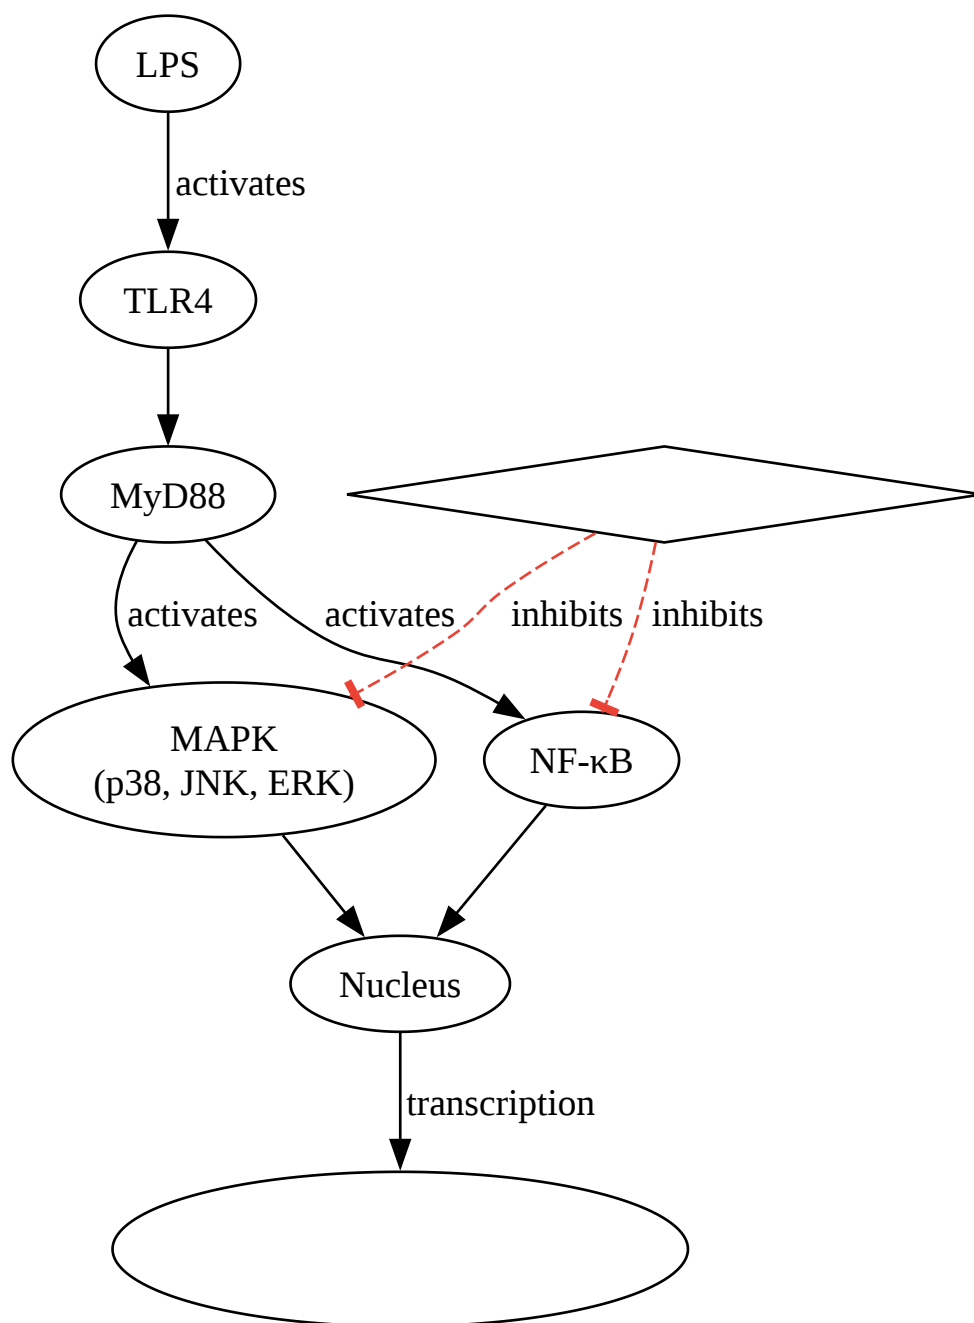 LPS
activates
TLR4
MyD88
activates
activates
inhibits
inhibits
MAPK
(p38, JNK, ERK)
NF-κB
Nucleus
transcription